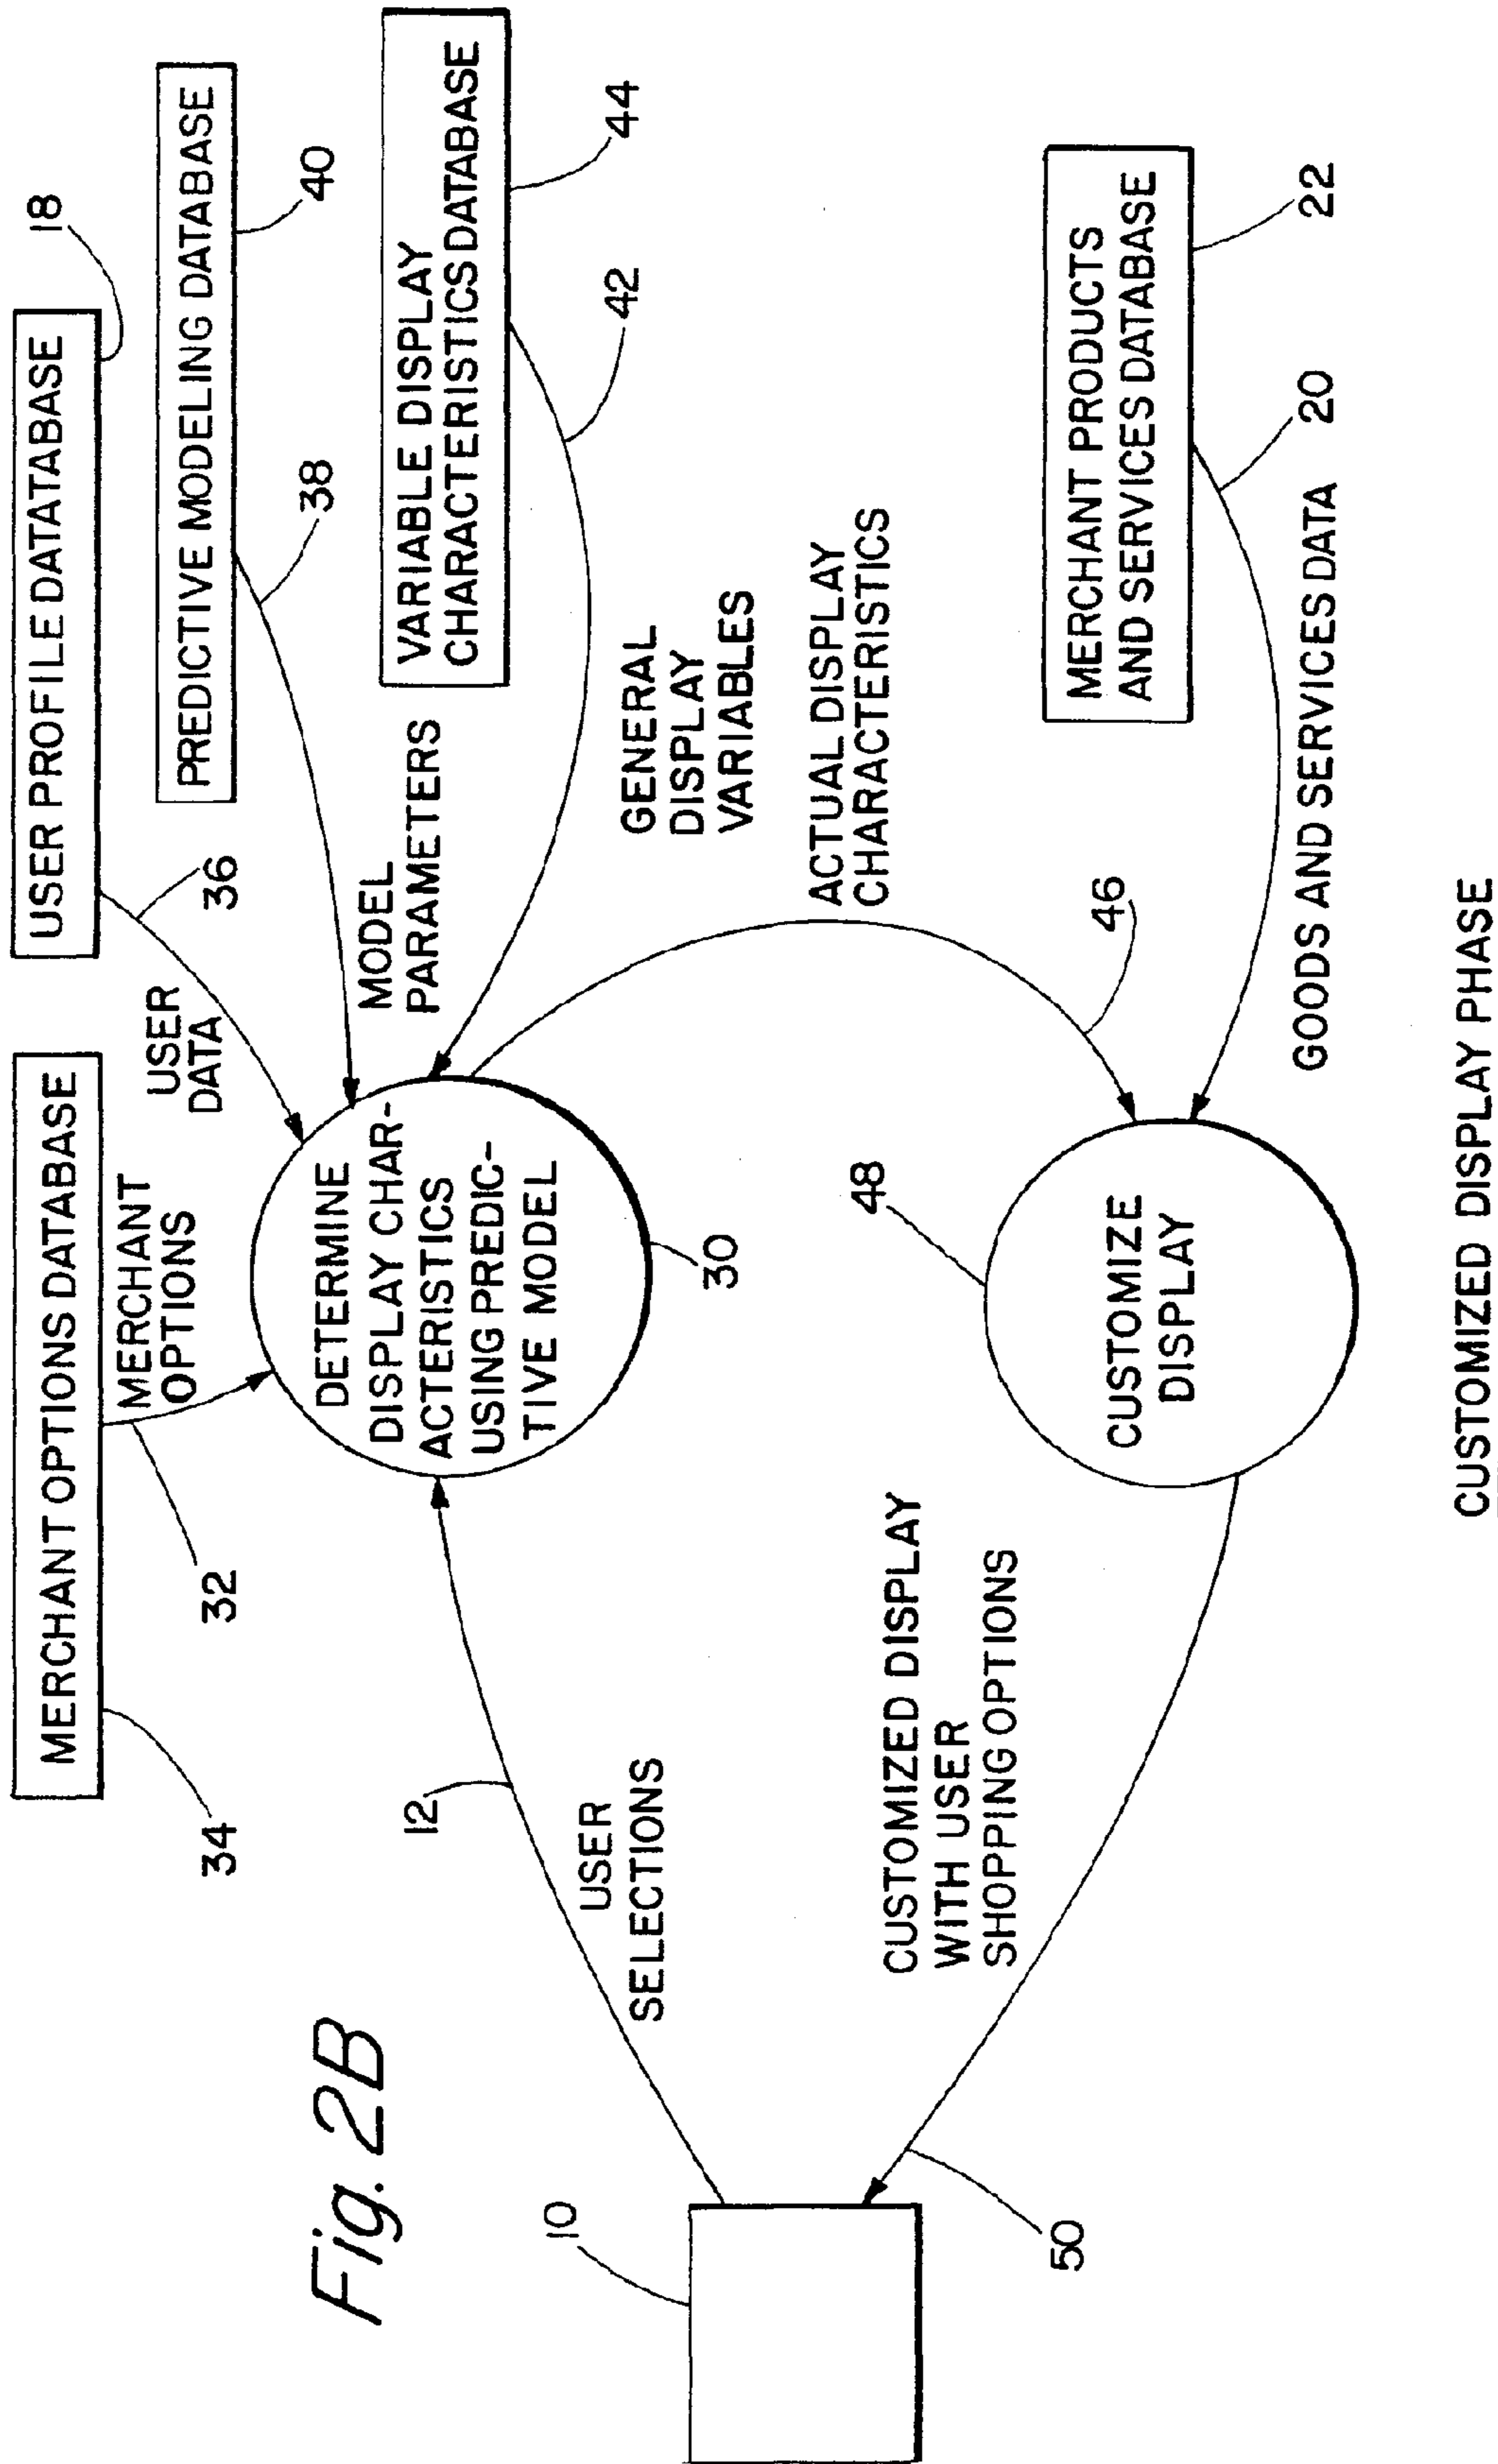 Fig. 2B
MERCHANT OPTIONS DATABASE
34
32
MERCHANT
OPTIONS
USER PROFILE DATATABASE
18
36
USER
DATA
PREDICTIVE MODELING DATABASE
40
38
MODEL
PARAMETERS
VARIABLE DISPLAY
CHARACTERISTICS DATABASE
44
42
GENERAL
DISPLAY
VARIABLES
DETERMINE
DISPLAY CHAR-
ACTERISTICS
USING PREDIC-
TIVE MODEL
30
12
USER
SELECTIONS
10
ACTUAL DISPLAY
CHARACTERISTICS
46
48
CUSTOMIZE
DISPLAY
CUSTOMIZED DISPLAY
WITH USER
SHOPPING OPTIONS
50
MERCHANT PRODUCTS
AND SERVICES DATABASE
22
20
GOODS AND SERVICES DATA
CUSTOMIZED DISPLAY PHASE